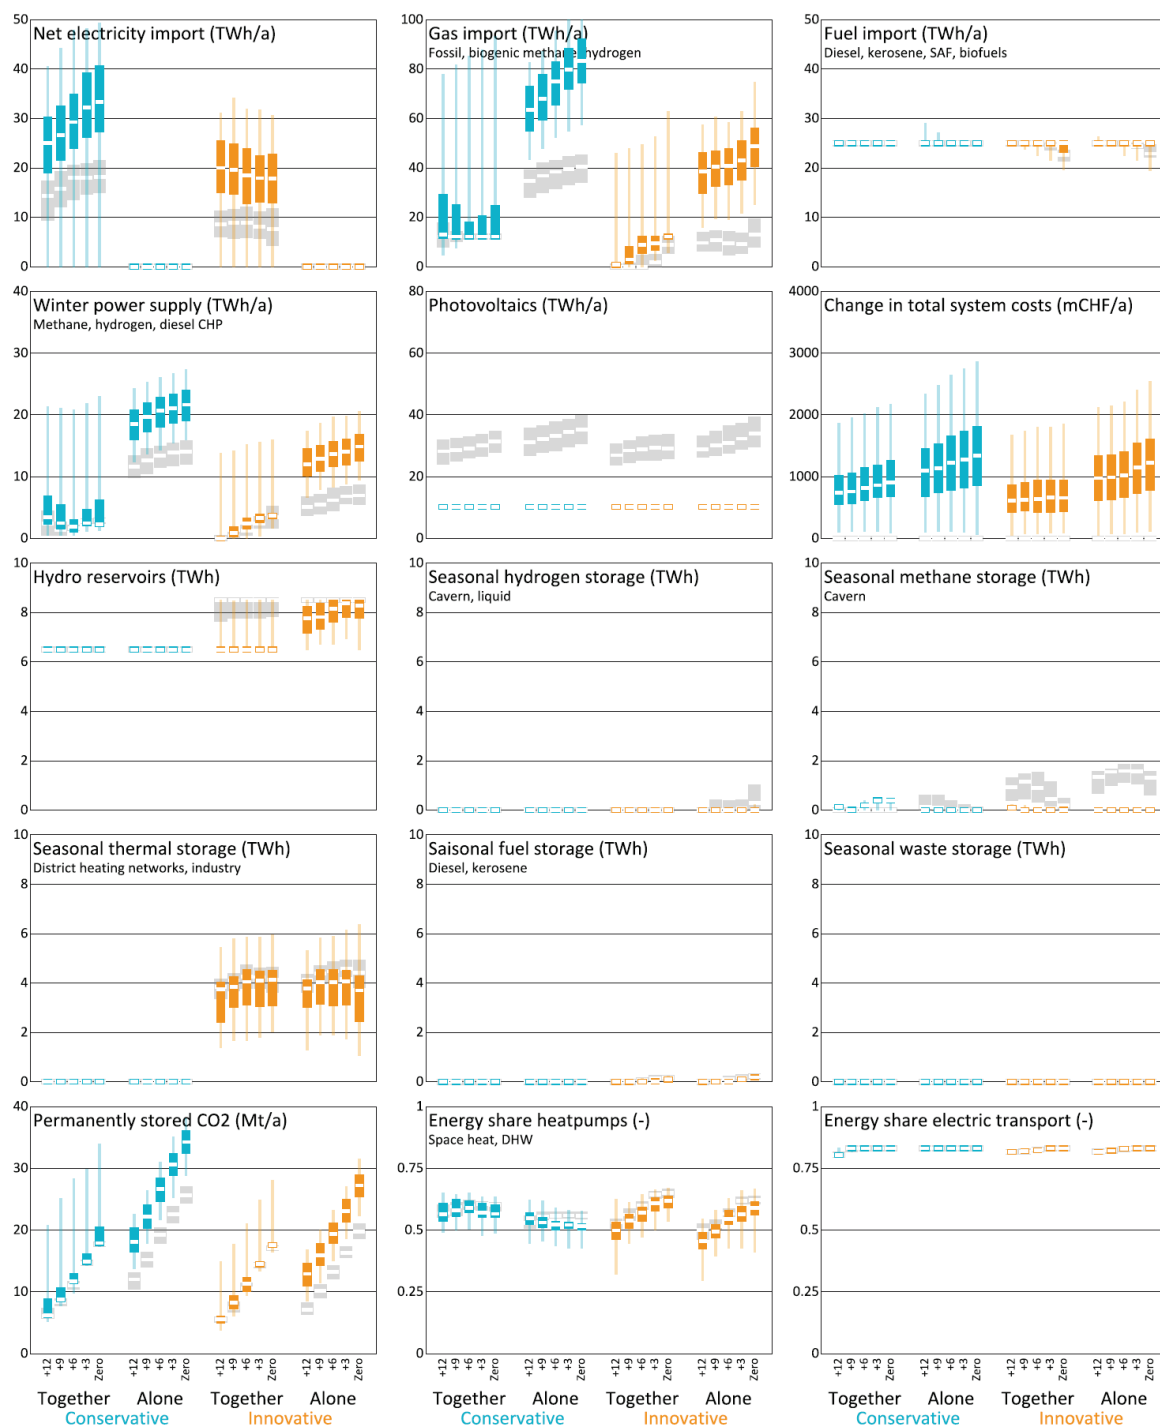 Net electricity import (TWh/a)
50
40
30
20
10
0
Gas import (TWh/a)
Fossil, biogenic methane, hydrogen
100
80
60
40
20
0
Fuel import (TWh/a)
Diesel, kerosene, SAF, biofuels
50
40
30
20
10
0
Winter power supply (TWh/a)
Methane, hydrogen, diesel CHP
40
30
20
10
0
Photovoltaics (TWh/a)
80
60
40
20
0
Change in total system costs (mCHF/a)
4000
3000
2000
1000
0
Hydro reservoirs (TWh)
10
8
6
4
2
0
Seasonal hydrogen storage (TWh)
Cavern, liquid
10
8
6
4
2
0
Seasonal methane storage (TWh)
Cavern
10
8
6
4
2
0
Seasonal thermal storage (TWh)
District heating networks, industry
10
8
6
4
2
0
Saisonal fuel storage (TWh)
Diesel, kerosene
10
8
6
4
2
0
Seasonal waste storage (TWh)
10
8
6
4
2
0
Permanently stored CO2 (Mt/a)
40
30
20
10
0
Energy share heatpumps (-)
Space heat, DHW
1
0.75
0.5
0.25
0
Energy share electric transport (-)
1
0.75
0.5
0.25
0
+12 +9 +6 +3 Zero +12 +9 +6 +3 Zero +12 +9 +6 +3 Zero +12 +9 +6 +3 Zero
Together Alone Together Alone
Conservative Innovative
+12 +9 +6 +3 Zero +12 +9 +6 +3 Zero +12 +9 +6 +3 Zero +12 +9 +6 +3 Zero
Together Alone Together Alone
Conservative Innovative
+12 +9 +6 +3 Zero +12 +9 +6 +3 Zero +12 +9 +6 +3 Zero +12 +9 +6 +3 Zero
Together Alone Together Alone
Conservative Innovative